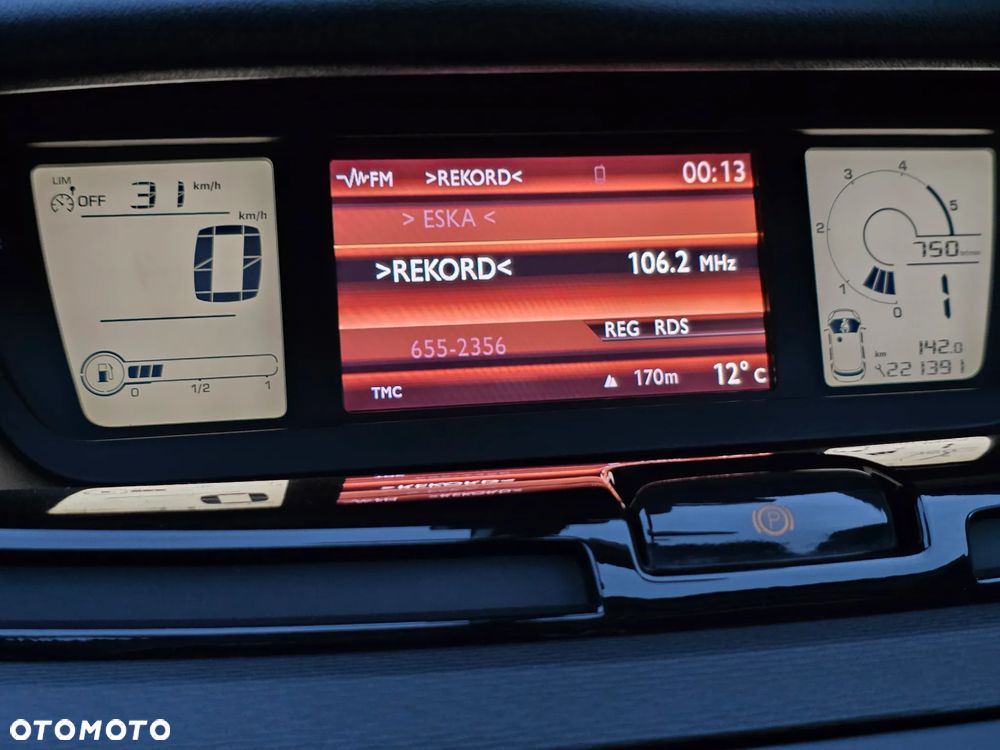 LIM
OFF 31 km/h
km/h
0
0 1/2 1
FM >REKORD< 00:13
> ESKA <
>REKORD< 106.2 MHz
REG RDS
655-2356
TMC 170m 12° c
4
3
5
2
750
1
0
1
km 142.0
221391
P
OTOMOTO